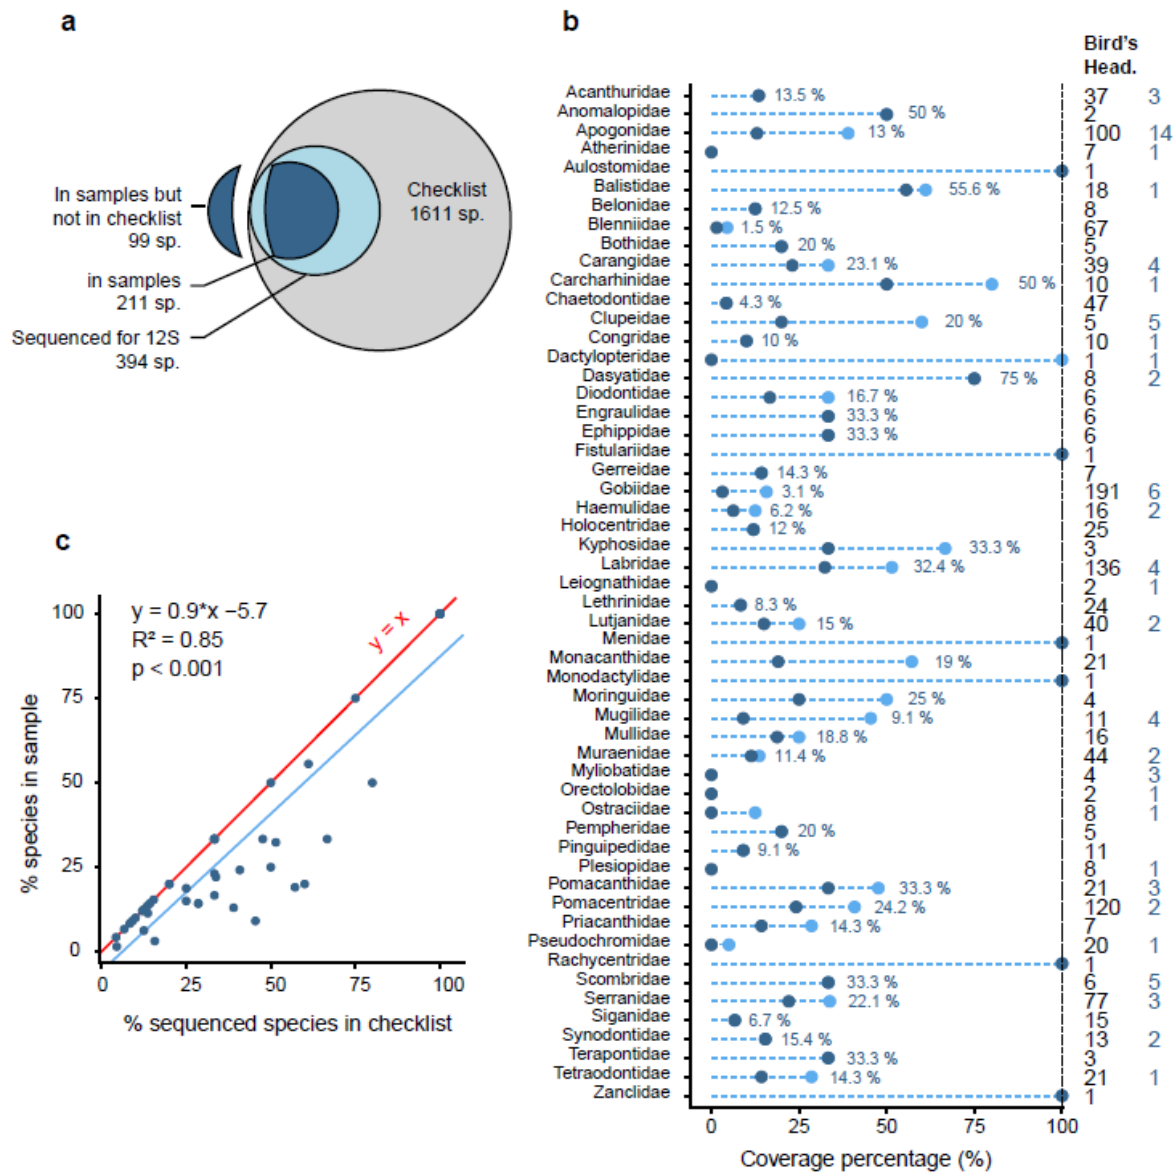 a
In samples but
not in checklist
99 sp.
in samples
211 sp.
Sequenced for 12S
394 sp.
Checklist
1611 sp.
b
Bird's
Head.
Acanthuridae 13.5 % 37 3
Anomalopidae 50 % 2
Apogonidae 13 % 100 14
Atherinidae 7 1
Aulostomidae 1
Balistidae 55.6 % 18 1
Belonidae 12.5 % 8
Blenniidae 1.5 % 67
Bothidae 20 % 5
Carangidae 23.1 % 39 4
Carcharhinidae 50 % 10 1
Chaetodontidae 4.3 % 47
Clupeidae 20 % 5 5
Congridae 10 % 10 1
Dactylopteridae 1 1
Dasyatidae 75 % 8 2
Diodontidae 16.7 % 6
Engraulidae 33.3 % 6
Ephippidae 33.3 % 6
Fistulariidae 1
Gerreidae 14.3 % 7
Gobiidae 3.1 % 191 6
Haemulidae 6.2 % 16 2
Holocentridae 12 % 25
Kyphosidae 33.3 % 3
Labridae 32.4 % 136 4
Leiognathidae 2 1
Lethrinidae 8.3 % 24
Lutjanidae 15 % 40 2
Menidae 1
Monacanthidae 19 % 21
Monodactylidae 1
Moringuidae 25 % 4
Mugilidae 9.1 % 11 4
Mullidae 18.8 % 16
Muraenidae 11.4 % 44 2
Myliobatidae 4 3
Orectolobidae 2 1
Ostraciidae 8 1
Pempheridae 20 % 5
Pinguipedidae 9.1 % 11
Plesiopidae 8 1
Pomacanthidae 33.3 % 21 3
Pomacentridae 24.2 % 120 2
Priacanthidae 14.3 % 7
Pseudochromidae 20 1
Rachycentridae 1
Scombridae 33.3 % 6 5
Serranidae 22.1 % 77 3
Siganidae 6.7 % 15
Synodontidae 15.4 % 13 2
Terapontidae 33.3 % 3
Tetraodontidae 14.3 % 21 1
Zanclidae 1
0 25 50 75 100
Coverage percentage (%)
c
y = 0.9*x −5.7
R² = 0.85
p < 0.001
y = x
100
75
50
25
0
0 25 50 75 100
% species in sample
% sequenced species in checklist